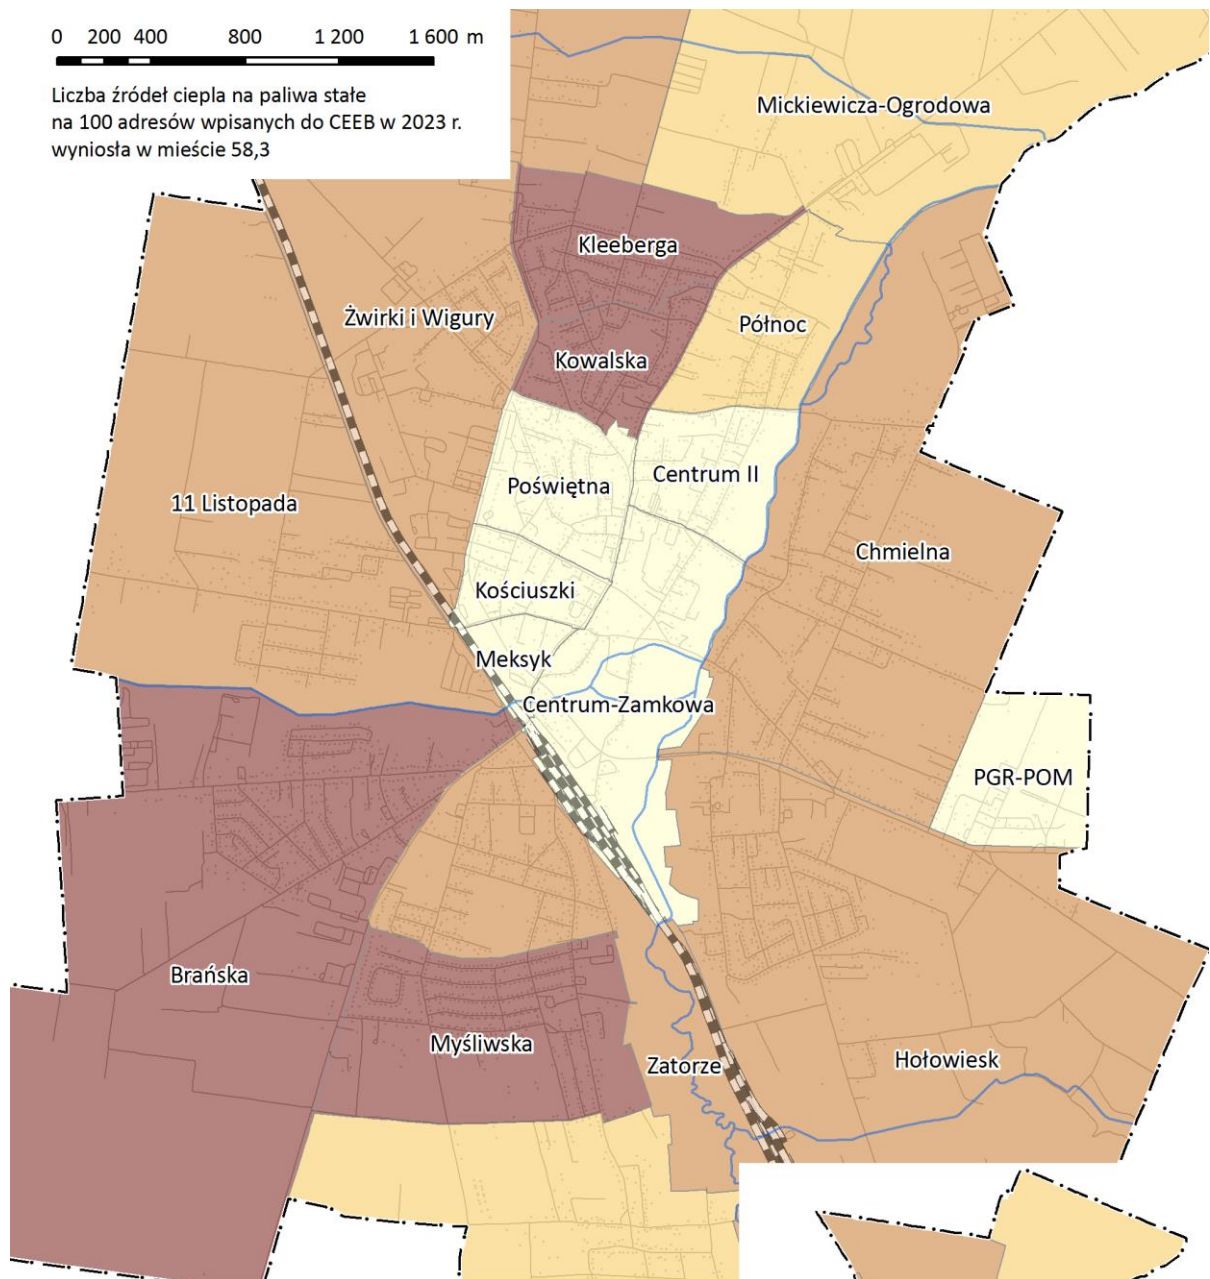 0 200 400 800 1 200 1 600 m
Liczba źródeł ciepla na paliwa stałe
na 100 adresów wpisanych do CEEB w 2023 r.
wyniosła w mieście 58,3
Mickiewicza-Ogrodowa
Kleeberga
Żwirki i Wigury
Północ
Kowalska
Centrum II
Poświętna
11 Listopada
Chmielna
Kościuszki
Meksyk
Centrum-Zamkowa
PGR-POM
Brańska
Myśliwska
Zatorze
Hołowiesk